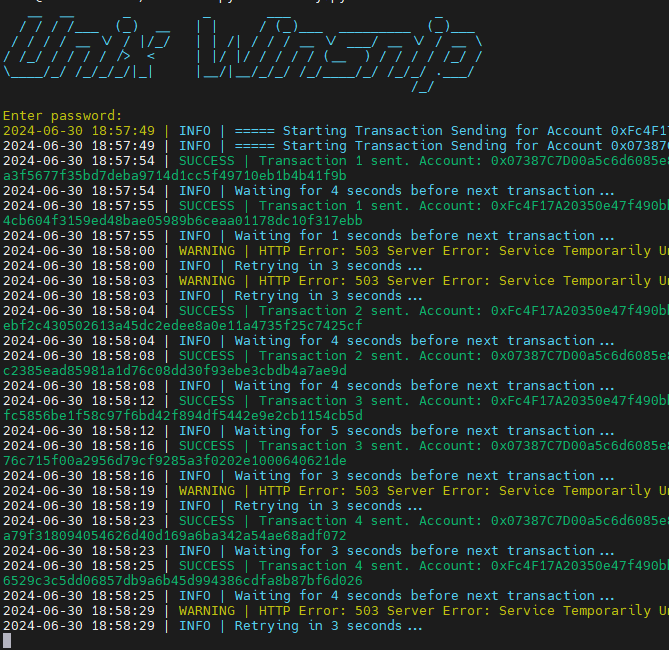 Enter password:
2024-06-30 18:57:49 | INFO | ===== Starting Transaction Sending for Account 0xFc4F17
2024-06-30 18:57:49 | INFO | ===== Starting Transaction Sending for Account 0x07387
2024-06-30 18:57:54 | SUCCESS | Transaction 1 sent. Account: 0x07387C7D00a5c6d6085e8
a3f5677f35bd7deba9714d1cc5f49710eb1b4b41f9b
2024-06-30 18:57:54 | INFO | Waiting for 4 seconds before next transaction...
2024-06-30 18:57:55 | SUCCESS | Transaction 1 sent. Account: 0xFc4F17A20350e47f490bb
4cb604f3159ed48bae05989b6ceaa01178dc10f317ebb
2024-06-30 18:57:55 | INFO | Waiting for 1 seconds before next transaction...
2024-06-30 18:58:00 | WARNING | HTTP Error: 503 Server Error: Service Temporarily Un
2024-06-30 18:58:00 | INFO | Retrying in 3 seconds...
2024-06-30 18:58:03 | WARNING | HTTP Error: 503 Server Error: Service Temporarily Un
2024-06-30 18:58:03 | INFO | Retrying in 3 seconds...
2024-06-30 18:58:04 | SUCCESS | Transaction 2 sent. Account: 0xFc4F17A20350e47f490bb
ebf2c430502613a45dc2edee8a0e11a4735f25c7425cf
2024-06-30 18:58:04 | INFO | Waiting for 4 seconds before next transaction...
2024-06-30 18:58:08 | SUCCESS | Transaction 2 sent. Account: 0x07387C7D00a5c6d6085e8
c2385ead85981a1d76c08dd30f93ebe3cbdb4a7ae9d
2024-06-30 18:58:08 | INFO | Waiting for 4 seconds before next transaction...
2024-06-30 18:58:12 | SUCCESS | Transaction 3 sent. Account: 0xFc4F17A20350e47f490bb
fc5856be1f58c97f6bd42f894df5442e9e2cb1154cb5d
2024-06-30 18:58:12 | INFO | Waiting for 5 seconds before next transaction...
2024-06-30 18:58:16 | SUCCESS | Transaction 3 sent. Account: 0x07387C7D00a5c6d6085e8
76c715f00a2956d79cf9285a3f0202e1000640621de
2024-06-30 18:58:16 | INFO | Waiting for 3 seconds before next transaction...
2024-06-30 18:58:19 | WARNING | HTTP Error: 503 Server Error: Service Temporarily Un
2024-06-30 18:58:19 | INFO | Retrying in 3 seconds...
2024-06-30 18:58:23 | SUCCESS | Transaction 4 sent. Account: 0x07387C7D00a5c6d6085e8
a79f318094054626d40d169a6ba342a54ae68adf072
2024-06-30 18:58:23 | INFO | Waiting for 3 seconds before next transaction...
2024-06-30 18:58:25 | SUCCESS | Transaction 4 sent. Account: 0xFc4F17A20350e47f490bb
6529c3c5dd06857db9a6b45d994386cdfa8b87bf6d026
2024-06-30 18:58:25 | INFO | Waiting for 4 seconds before next transaction...
2024-06-30 18:58:29 | WARNING | HTTP Error: 503 Server Error: Service Temporarily Un
2024-06-30 18:58:29 | INFO | Retrying in 3 seconds...